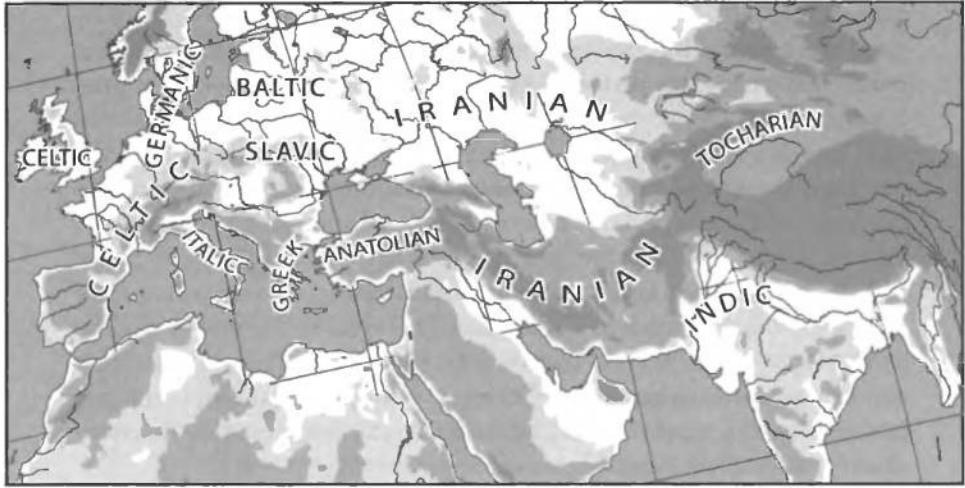 GERMANIC
BALTIC
IRANIAN
CELTIC
SLAVIC
TOCHARIAN
CELTIC
ITALIC
GREEK
ANATOLIAN
IRANIAN
INDIC